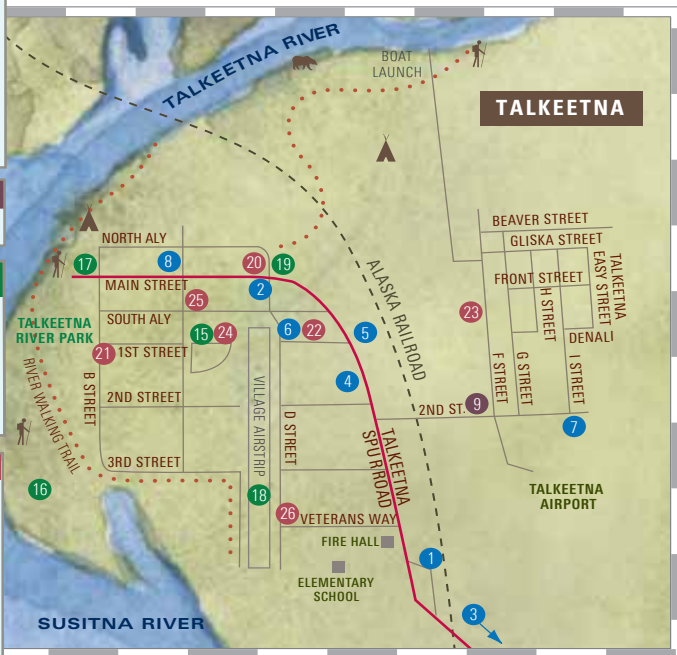 TALKEETNA RIVER
BOAT
LAUNCH
TALKEETNA
BEAVER STREET
GLISKA STREET
NORTH ALY
17
8
20
19
ALASKA RAILROAD
FRONT STREET
H STREET
TALKEETNA
EASY STREET
MAIN STREET
2
25
SOUTH ALY
TALKEETNA
RIVER PARK
15
24
6
22
5
23
DENALI
21
1ST STREET
RIVER WALKING TRAIL
B STREET
2ND STREET
VILLAGE AIRSTRIP
D STREET
4
2ND ST.
9
F STREET
G STREET
I STREET
7
TALKEETNA
SPURROAD
3RD STREET
16
18
26
VETERANS WAY
TALKEETNA
AIRPORT
FIRE HALL
1
ELEMENTARY
SCHOOL
3
SUSITNA RIVER